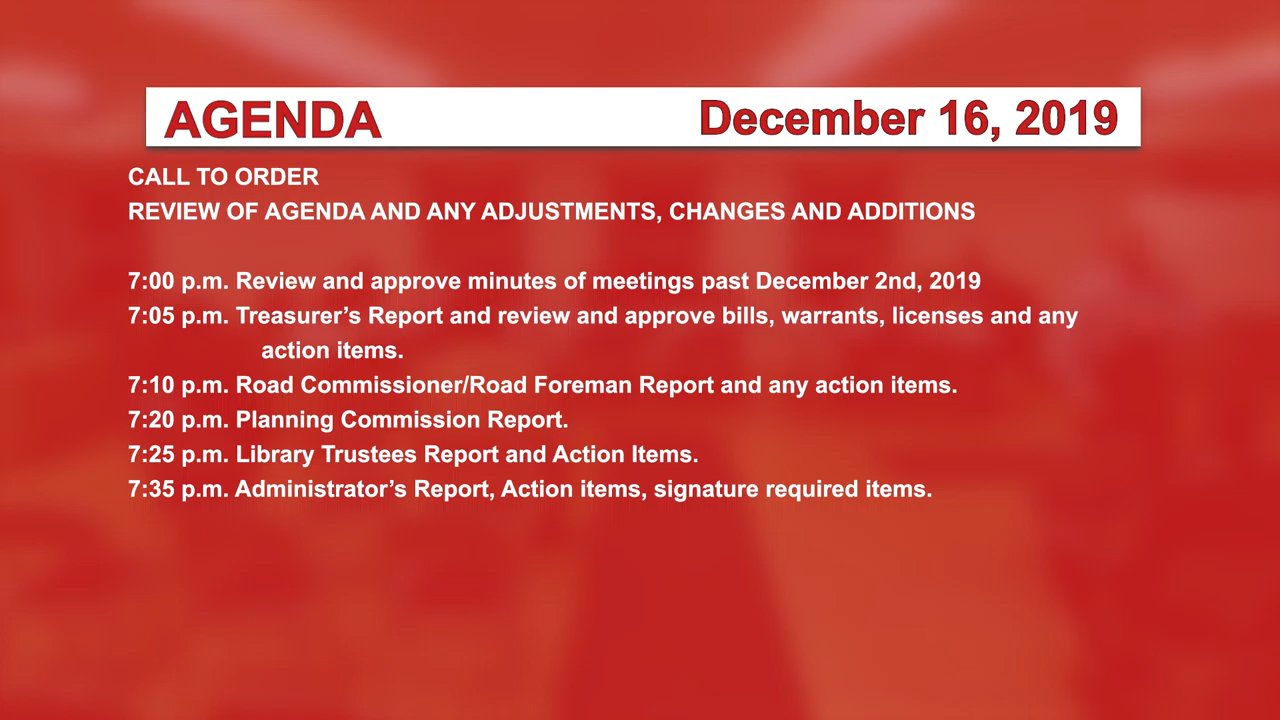 AGENDA December 16, 2019
CALL TO ORDER
REVIEW OF AGENDA AND ANY ADJUSTMENTS, CHANGES AND ADDITIONS
7:00 p.m. Review and approve minutes of meetings past December 2nd, 2019
7:05 p.m. Treasurer’s Report and review and approve bills, warrants, licenses and any
action items.
7:10 p.m. Road Commissioner/Road Foreman Report and any action items.
7:20 p.m. Planning Commission Report.
7:25 p.m. Library Trustees Report and Action Items.
7:35 p.m. Administrator’s Report, Action items, signature required items.